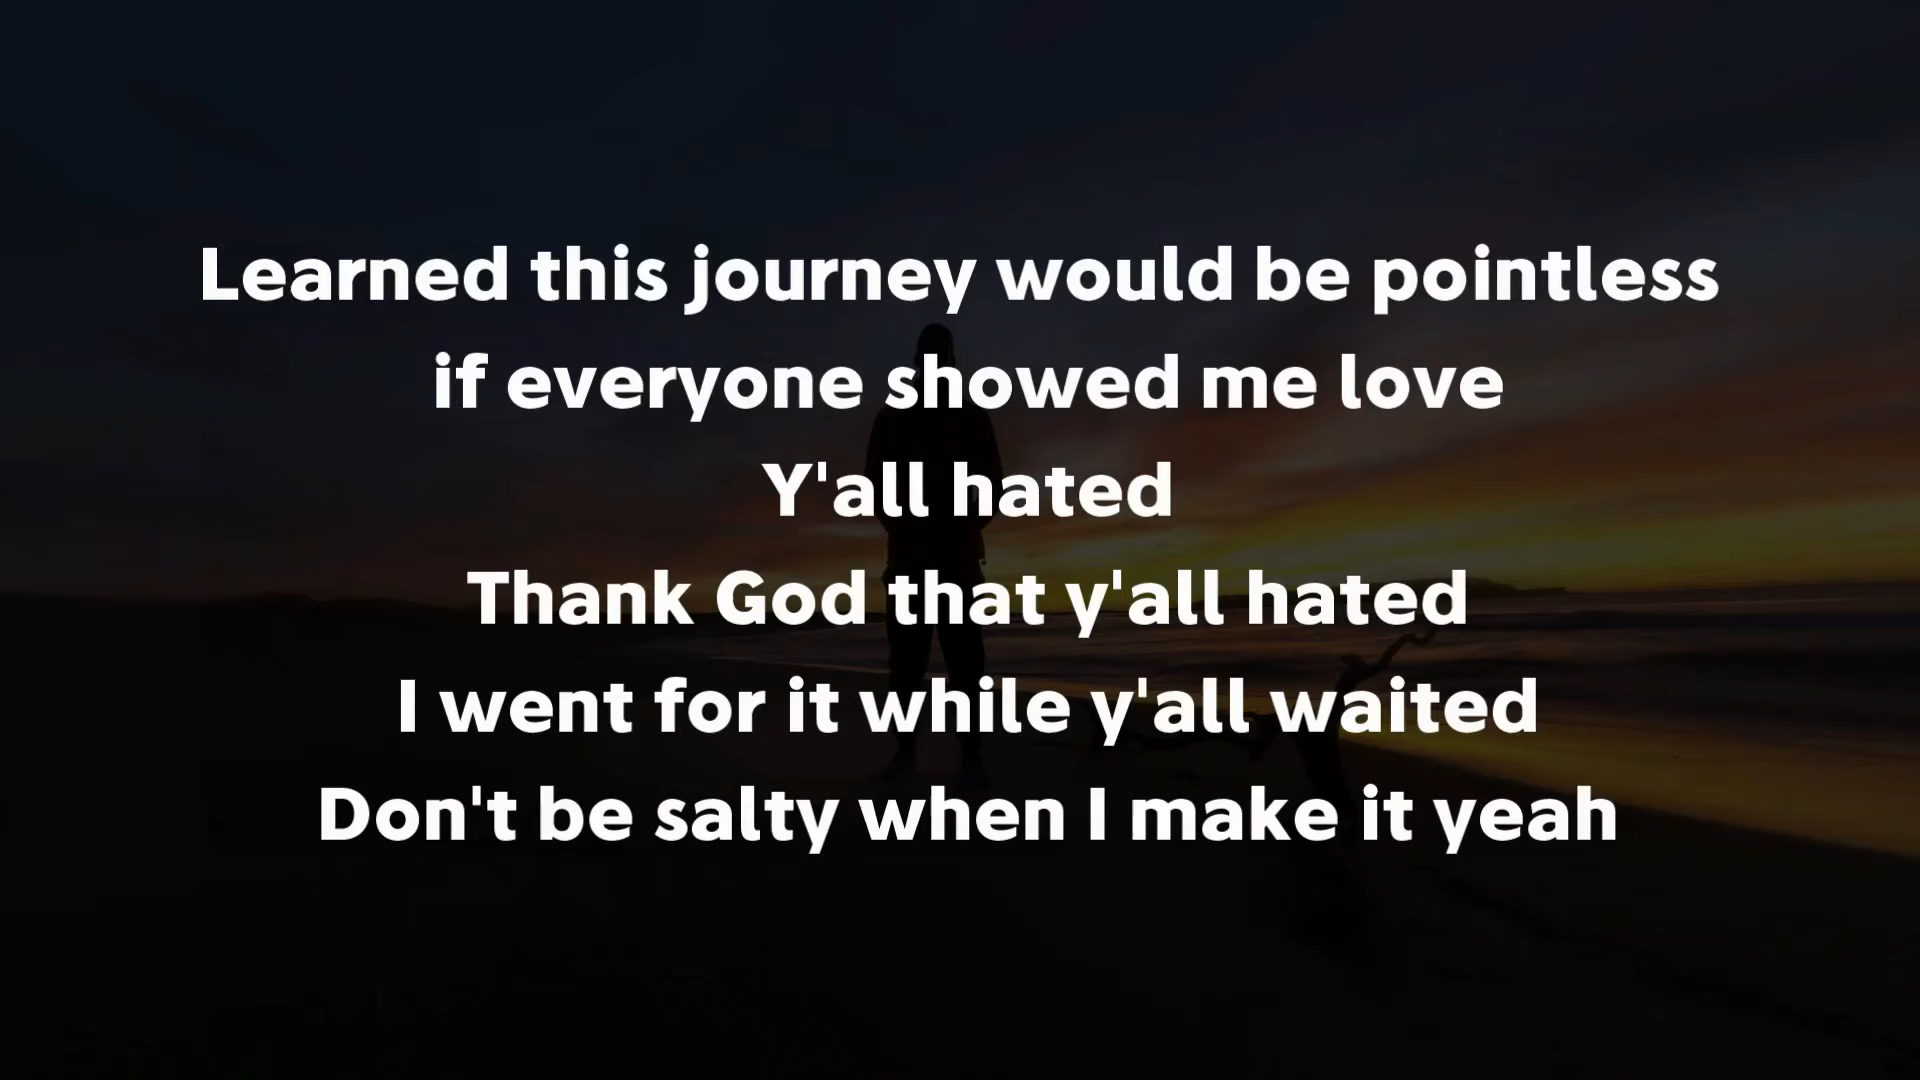 Learned this journey would be pointless
if everyone showed me love
Y'all hated
Thank God that y'all hated
I went for it while y'all waited
Don't be salty when I make it yeah